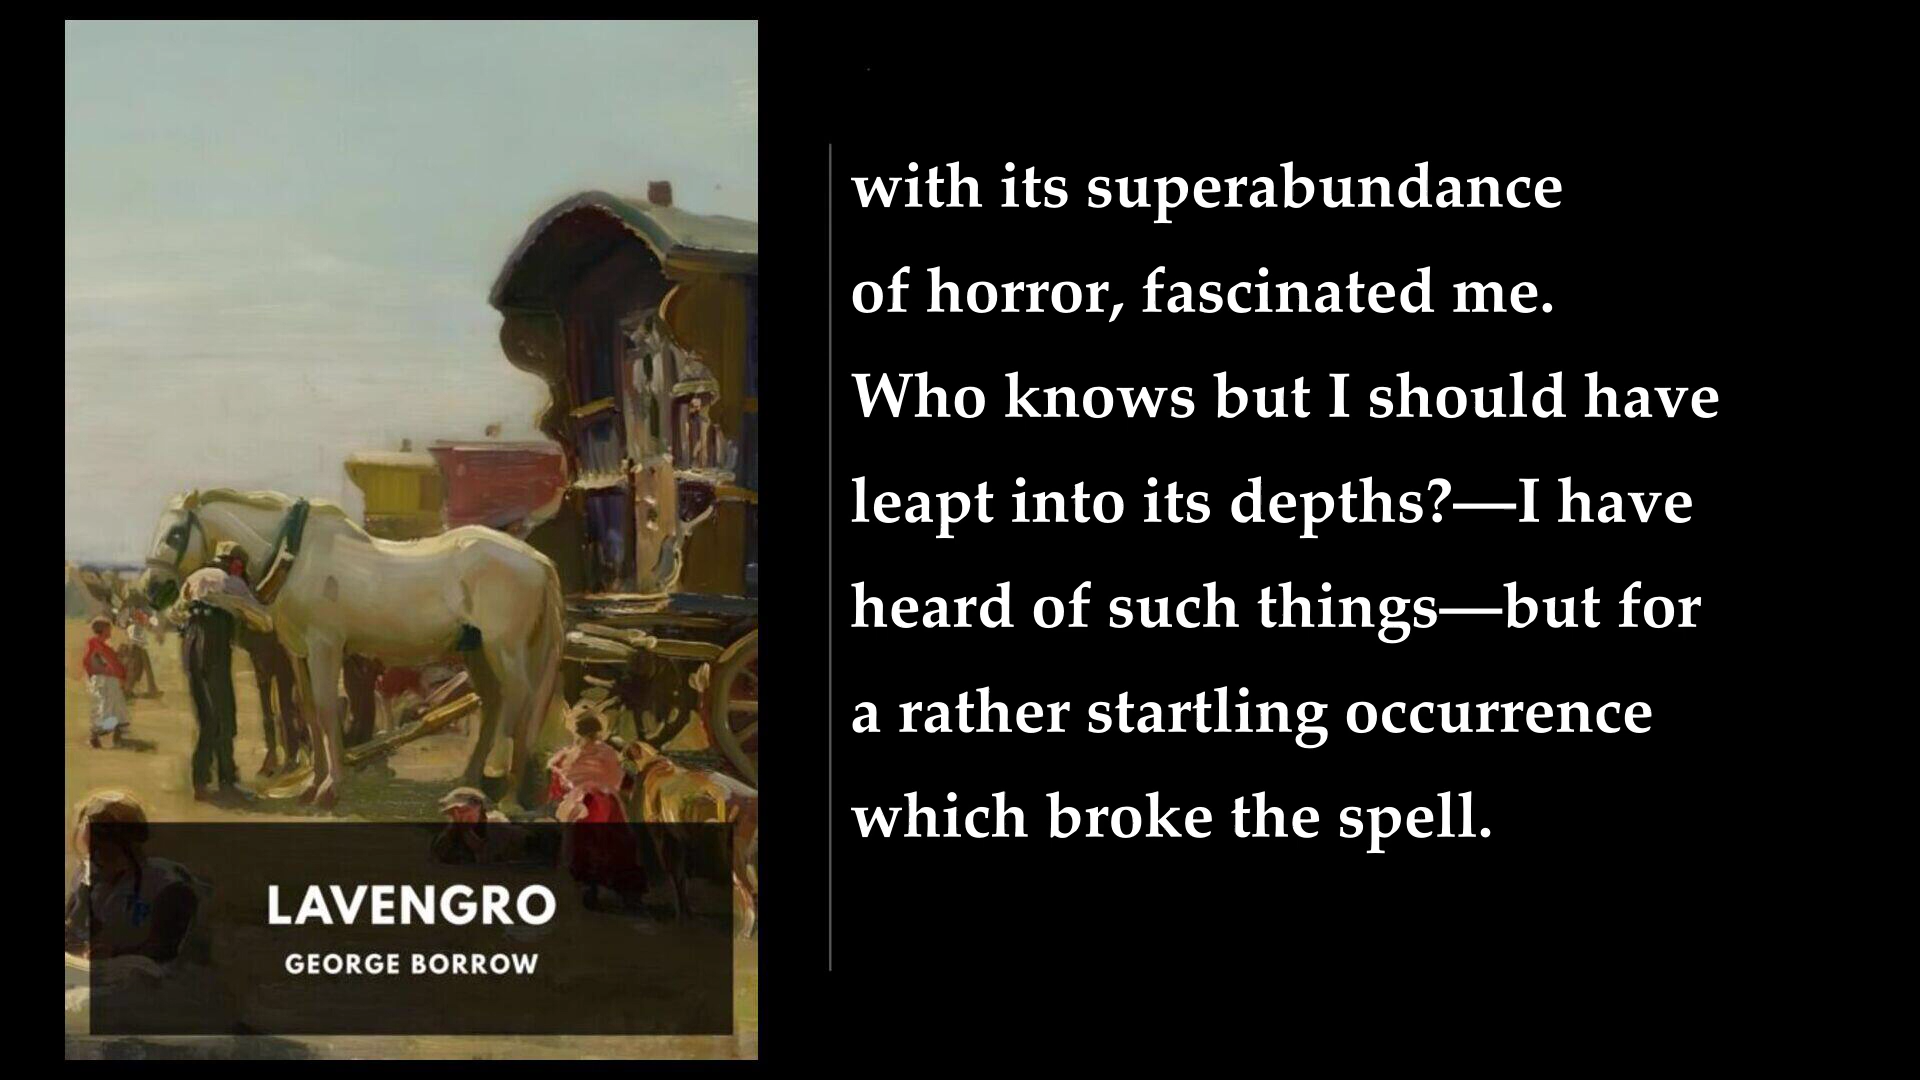 with its superabundance
of horror, fascinated me.
Who knows but I should have
leapt into its depths?—I have
heard of such things—but for
a rather startling occurrence
which broke the spell.
LAVENGRO
GEORGE BORROW